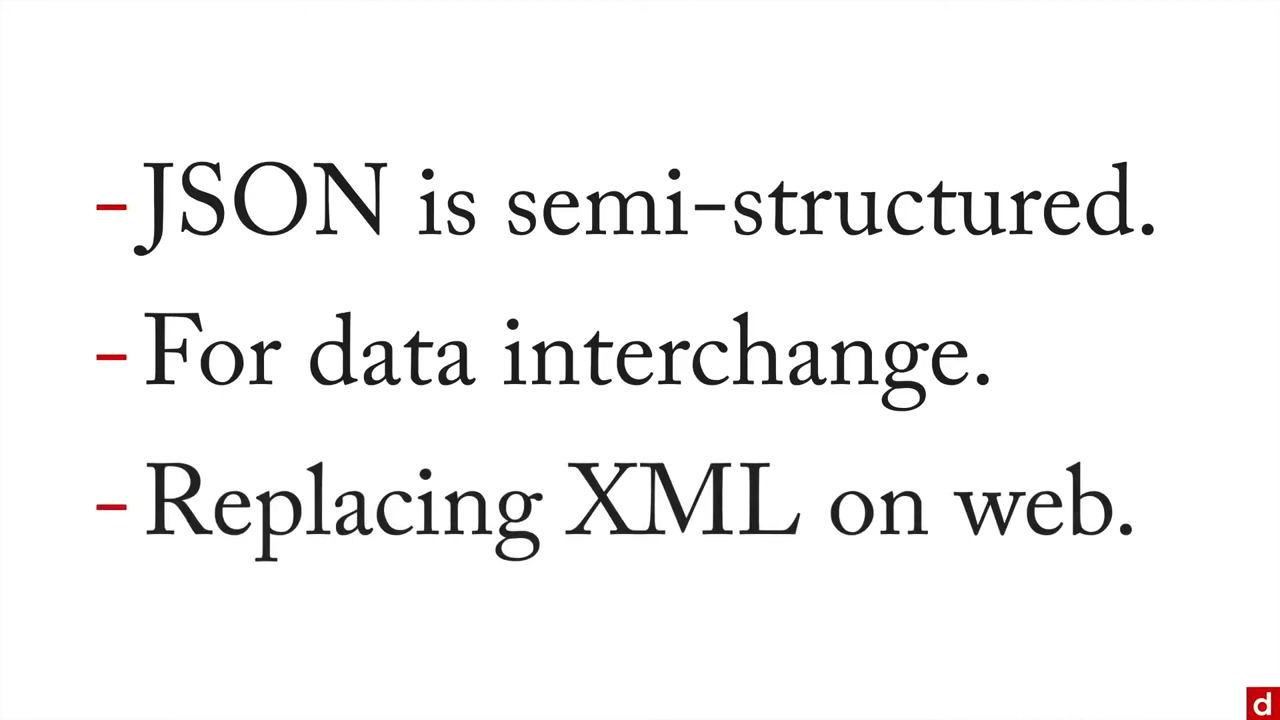 - JSON is semi-structured.
- For data interchange.
- Replacing XML on web.
d